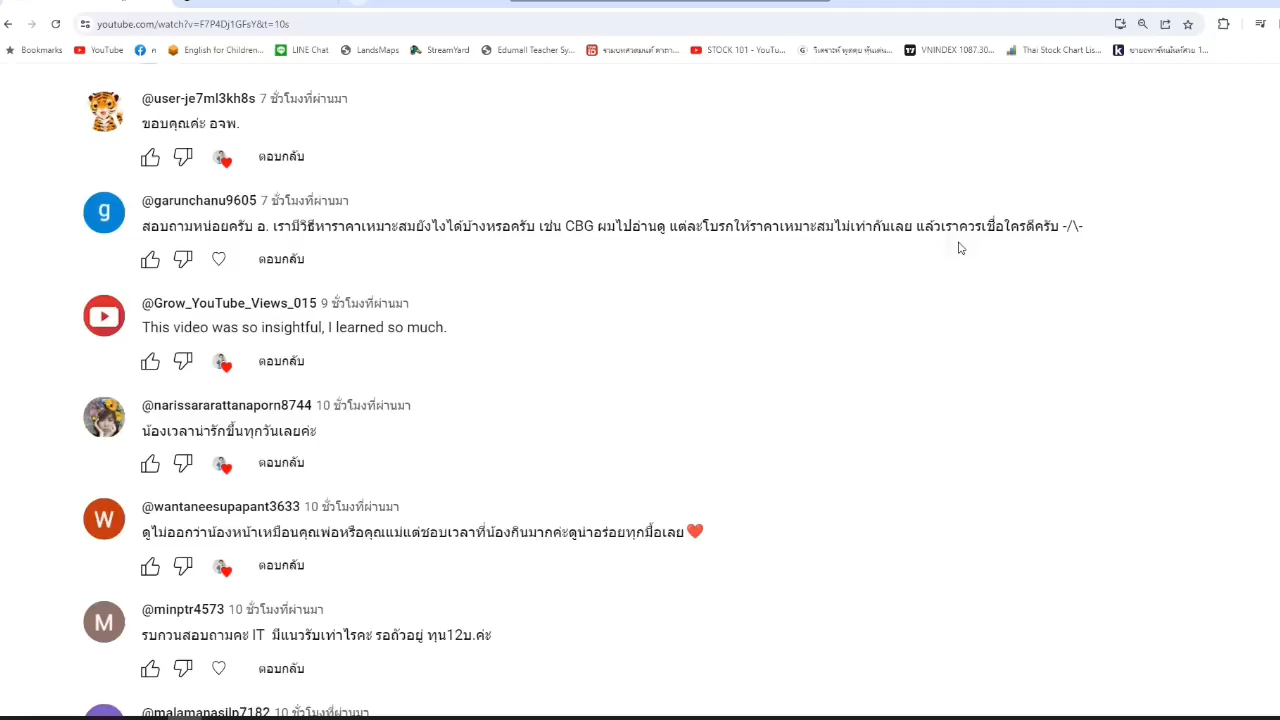 youtube.com/watch?v=F7P4Dj1GFsY&t=10s
Bookmarks YouTube n English for Children... LINE Chat LandsMaps StreamYard Edumall Teacher Sy... STOCK 101 - YouTu... VNINDEX 1087.30... Thai Stock Chart Lis...
@user-je7ml3kh8s 7 ชั่วโมงที่ผ่านมา
ขอบคุณค่ะ อจพ.
ตอบกลับ
@garunchanu9605 7 ชั่วโมงที่ผ่านมา
สอบถามหน่อยครับ อ. เรามีวิธีหาราคาเหมาะสมยังไงได้บ้างหรอครับ เช่น CBG ผมไปอ่านดู แต่ละโบรกให้ราคาเหมาะสมไม่เท่ากันเลย แล้วเราควรเชื่อใครดีครับ -/\-
ตอบกลับ
@Grow_YouTube_Views_015 9 ชั่วโมงที่ผ่านมา
This video was so insightful, I learned so much.
ตอบกลับ
@narissararattanaporn8744 10 ชั่วโมงที่ผ่านมา
น้องเวลาน่ารักขึ้นทุกวันเลยค่ะ
ตอบกลับ
@wantaneesupapant3633 10 ชั่วโมงที่ผ่านมา
ดูไม่ออกว่าน้องหน้าเหมือนคุณพ่อหรือคุณแม่แต่ชอบเวลาที่น้องกินมากค่ะดูน่าอร่อยทุกมื้อเลย❤️
ตอบกลับ
@minptr4573 10 ชั่วโมงที่ผ่านมา
รบกวนสอบถามคะ IT มีแนวรับเท่าไรคะ รอถัวอยู่ ทุน12บ.ค่ะ
ตอบกลับ
@malamanasilp7182 10 ชั่วโมงที่ผ่านมา